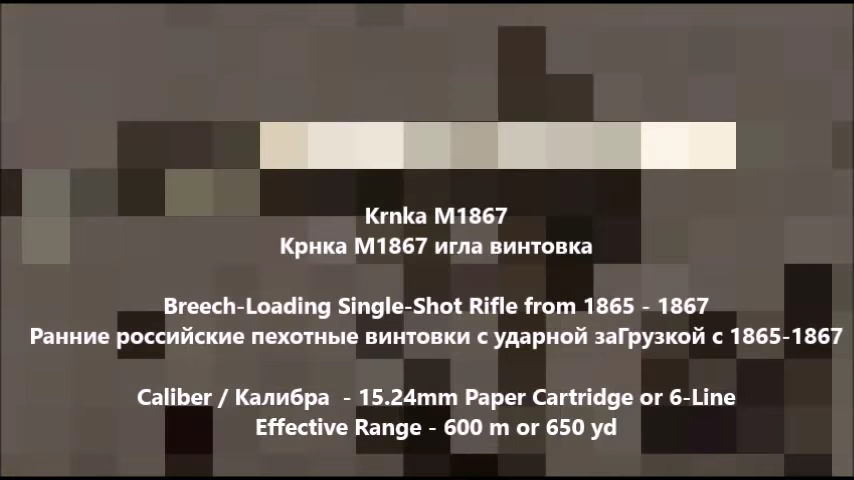 Krnka M1867
Крнка М1867 игла винтовка
Breech-Loading Single-Shot Rifle from 1865 - 1867
Ранние российские пехотные винтовки с ударной заГрузкой с 1865-1867
Caliber / Калибра - 15.24mm Paper Cartridge or 6-Line
Effective Range - 600 m or 650 yd